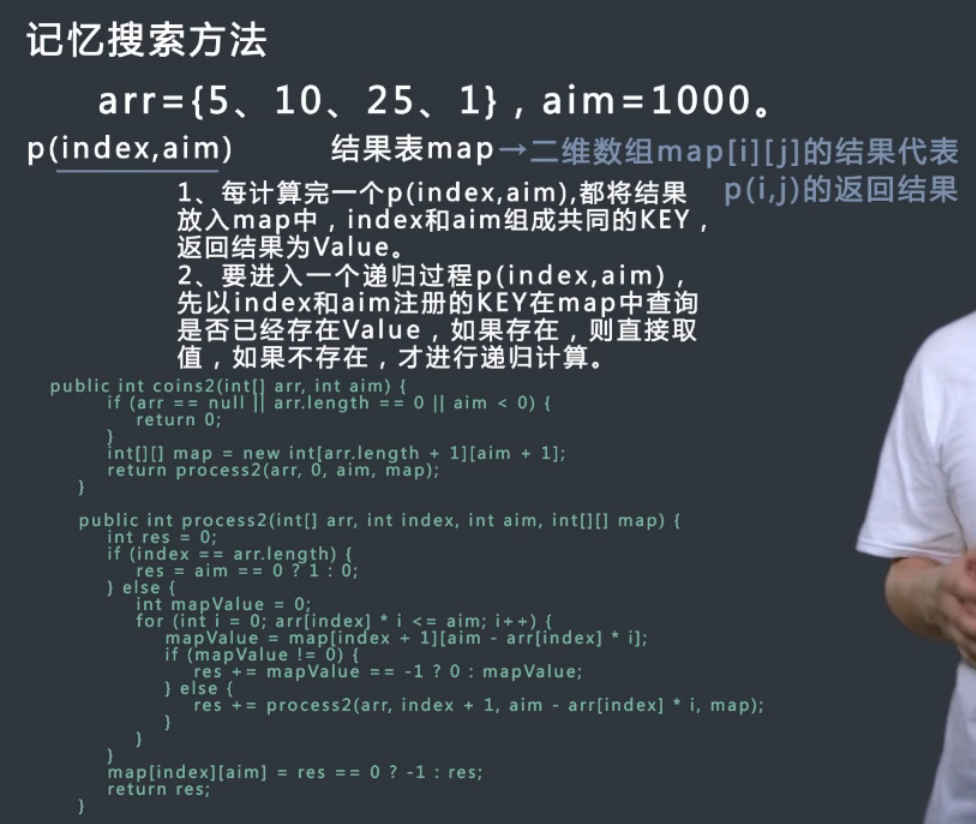 记忆搜索方法
arr={5、10、25、1}，aim=1000。
p(index,aim)
结果表map→二维数组map[i][j]的结果代表
p(i,j)的返回结果
1、每计算完一个p(index,aim),都将结果
放入map中，index和aim组成共同的KEY，
返回结果为Value。
2、要进入一个递归过程p(index,aim)，
先以index和aim注册的KEY在map中查询
是否已经存在Value，如果存在，则直接取
值，如果不存在，才进行递归计算。
public int coins2(int[] arr, int aim) {
if (arr == null || arr.length == 0 || aim < 0) {
return 0;
}
int[][] map = new int[arr.length + 1][aim + 1];
return process2(arr, 0, aim, map);
}
public int process2(int[] arr, int index, int aim, int[][] map) {
int res = 0;
if (index == arr.length) {
res = aim == 0 ? 1 : 0;
} else {
int mapValue = 0;
for (int i = 0; arr[index] * i <= aim; i++) {
mapValue = map[index + 1][aim - arr[index] * i];
if (mapValue != 0) {
res += mapValue == -1 ? 0 : mapValue;
} else {
res += process2(arr, index + 1, aim - arr[index] * i, map);
}
}
}
map[index][aim] = res == 0 ? -1 : res;
return res;
}